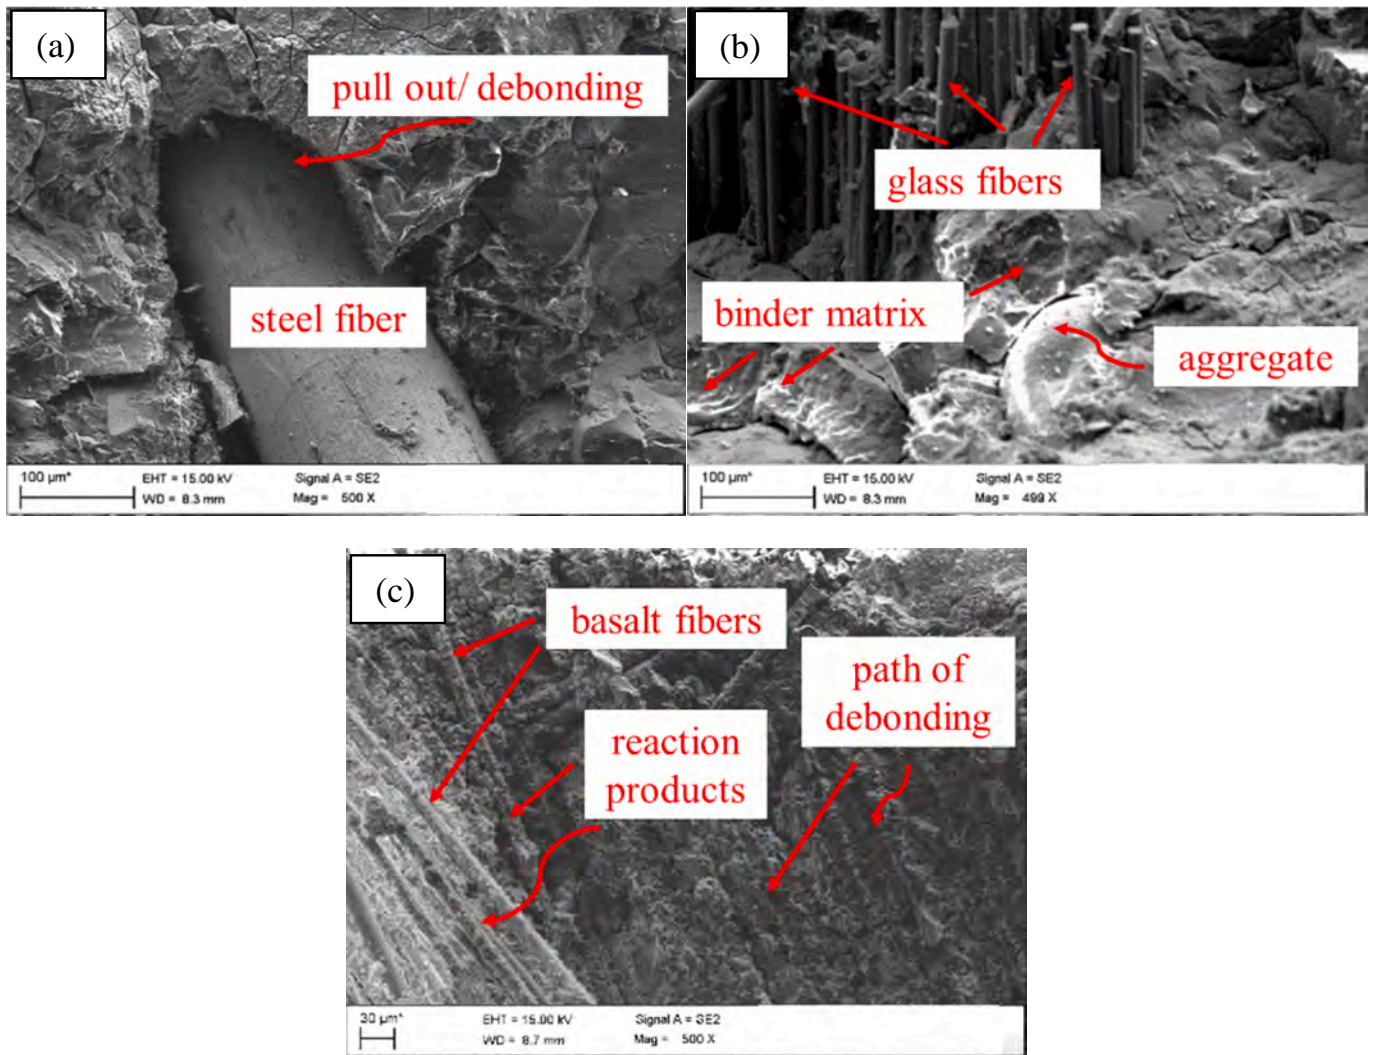 (a)
pull out/ debonding
steel fiber
100 µm*
EHT = 15.00 kV
Signal A = SE2
WD = 8.3 mm
Mag = 500 X
(b)
glass fibers
binder matrix
aggregate
100 µm*
EHT = 15.00 kV
Signal A = SE2
WD = 8.3 mm
Mag = 499 X
(c)
basalt fibers
path of
debonding
reaction
products
30 µm*
EHT = 15.00 kV
Signal A = SE2
WD = 8.7 mm
Mag = 500 X